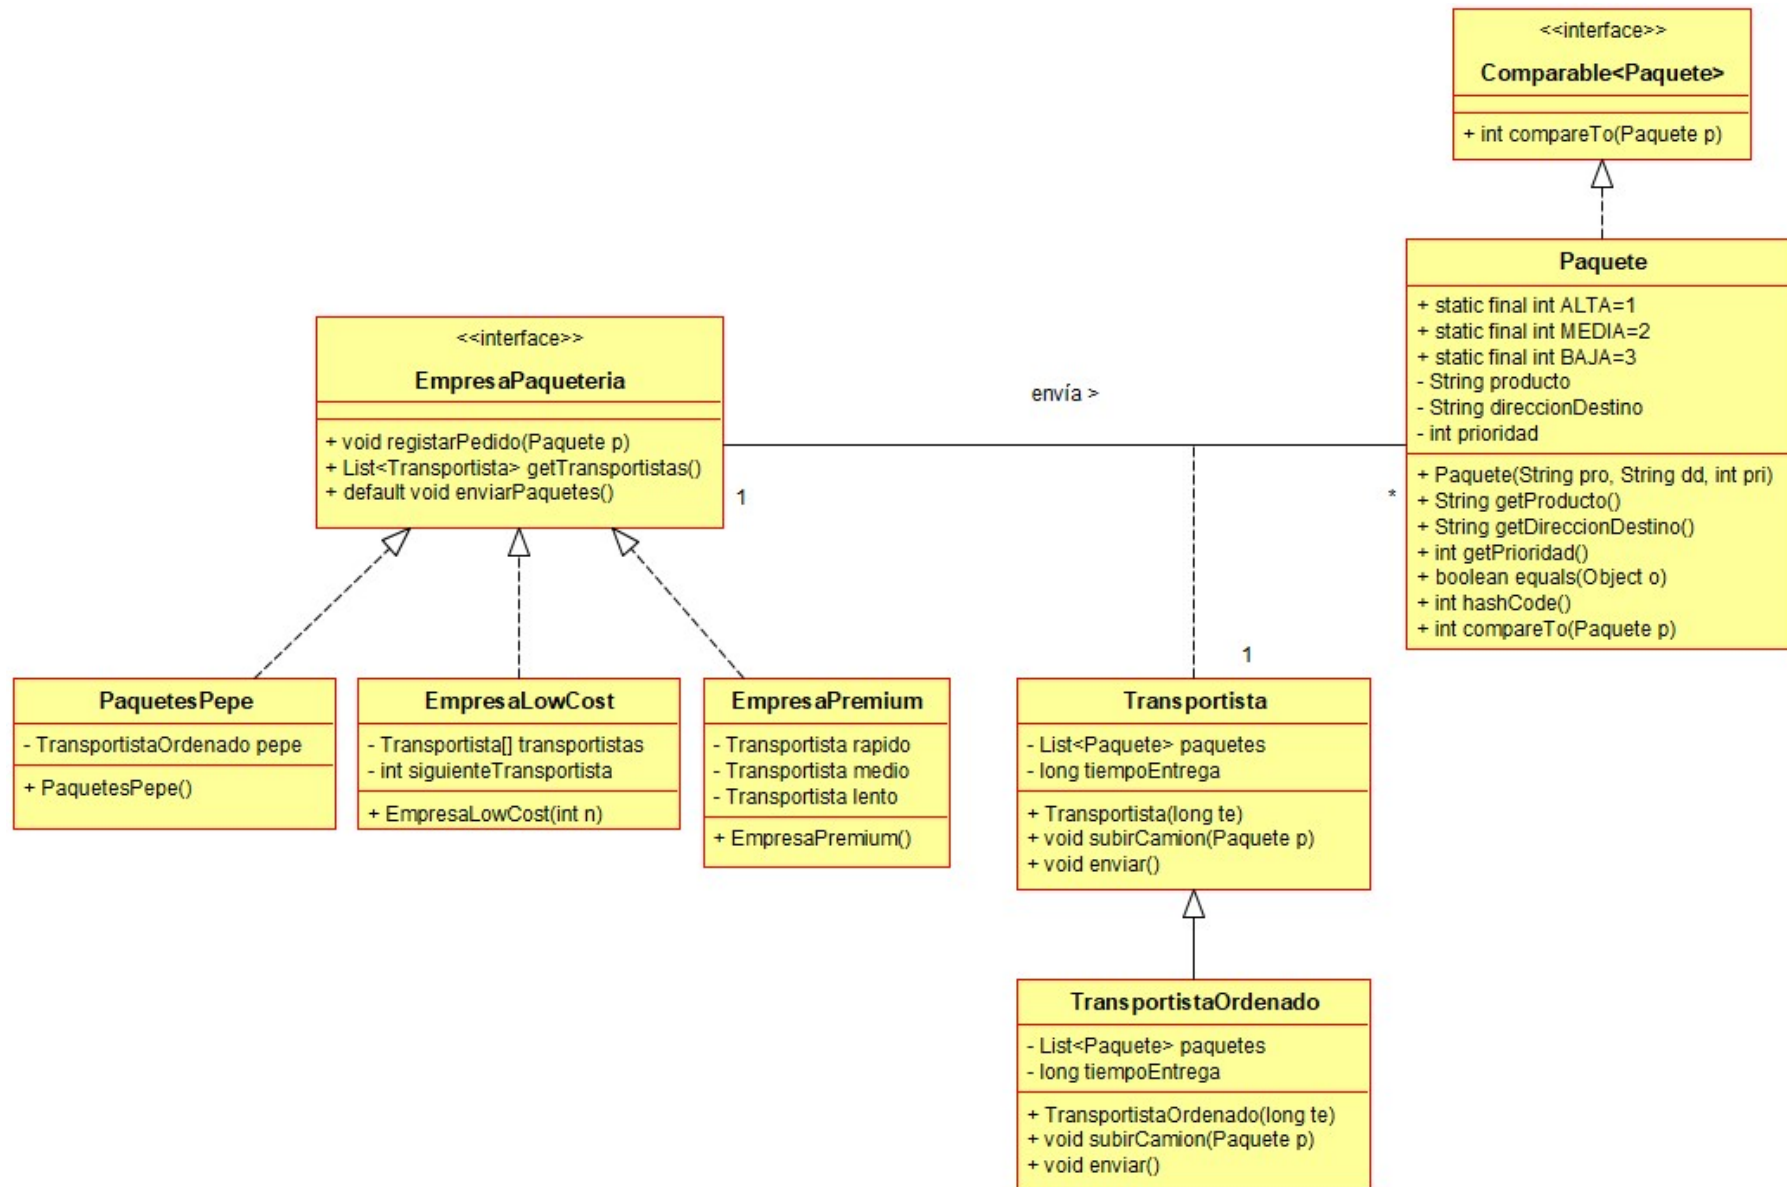 <<interface>>
Comparable<Paquete>
+ int compareTo(Paquete p)
Paquete
+ static final int ALTA=1
+ static final int MEDIA=2
+ static final int BAJA=3
- String producto
- String direccionDestino
- int prioridad
+ Paquete(String pro, String dd, int pri)
+ String getProducto()
+ String getDireccionDestino()
+ int getPrioridad()
+ boolean equals(Object o)
+ int hashCode()
+ int compareTo(Paquete p)
<<interface>>
EmpresaPaqueteria
+ void registarPedido(Paquete p)
+ List<Transportista> getTransportistas()
+ default void enviarPaquetes()
envía >
1
*
1
PaquetesPepe
- TransportistaOrdenado pepe
+ PaquetesPepe()
EmpresaLowCost
- Transportista[] transportistas
- int siguienteTransportista
+ EmpresaLowCost(int n)
EmpresaPremium
- Transportista rapido
- Transportista medio
- Transportista lento
+ EmpresaPremium()
Transportista
- List<Paquete> paquetes
- long tiempoEntrega
+ Transportista(long te)
+ void subirCamion(Paquete p)
+ void enviar()
TransportistaOrdenado
- List<Paquete> paquetes
- long tiempoEntrega
+ TransportistaOrdenado(long te)
+ void subirCamion(Paquete p)
+ void enviar()